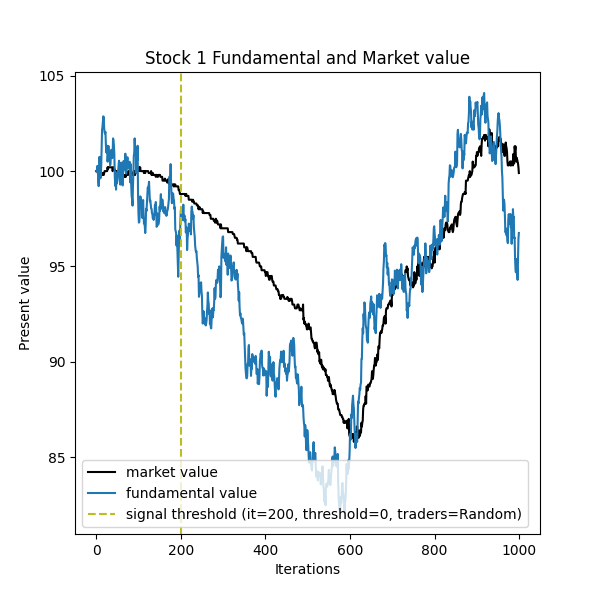 Stock 1 Fundamental and Market value
105
100
95
90
85
Present value
market value
fundamental value
signal threshold (it=200, threshold=0, traders=Random)
0 200 400 600 800 1000
Iterations